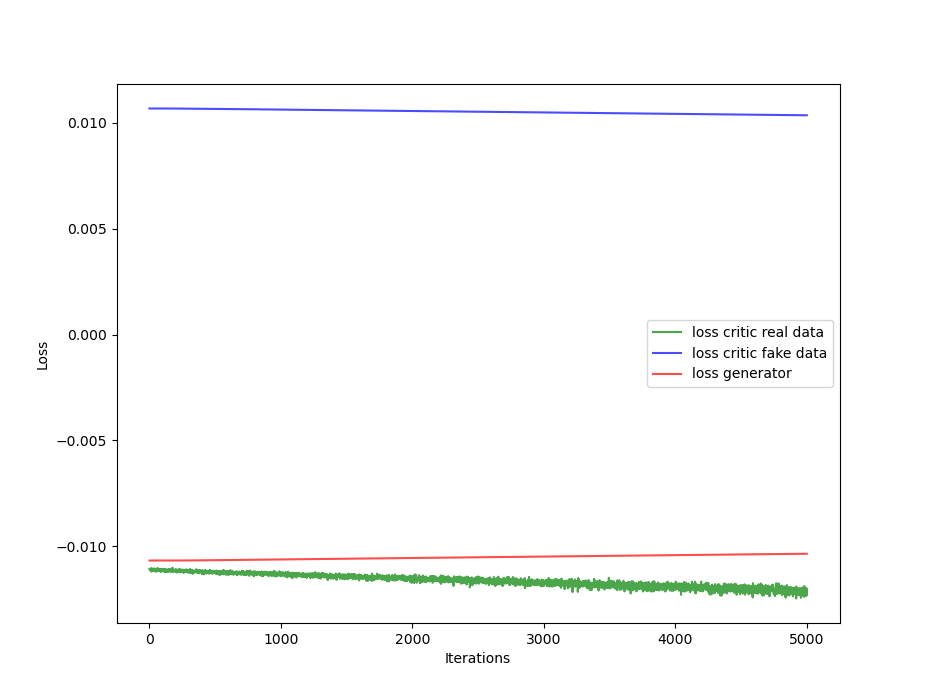 0.010
0.005
0.000
−0.005
−0.010
Loss
loss critic real data
loss critic fake data
loss generator
0 1000 2000 3000 4000 5000
Iterations